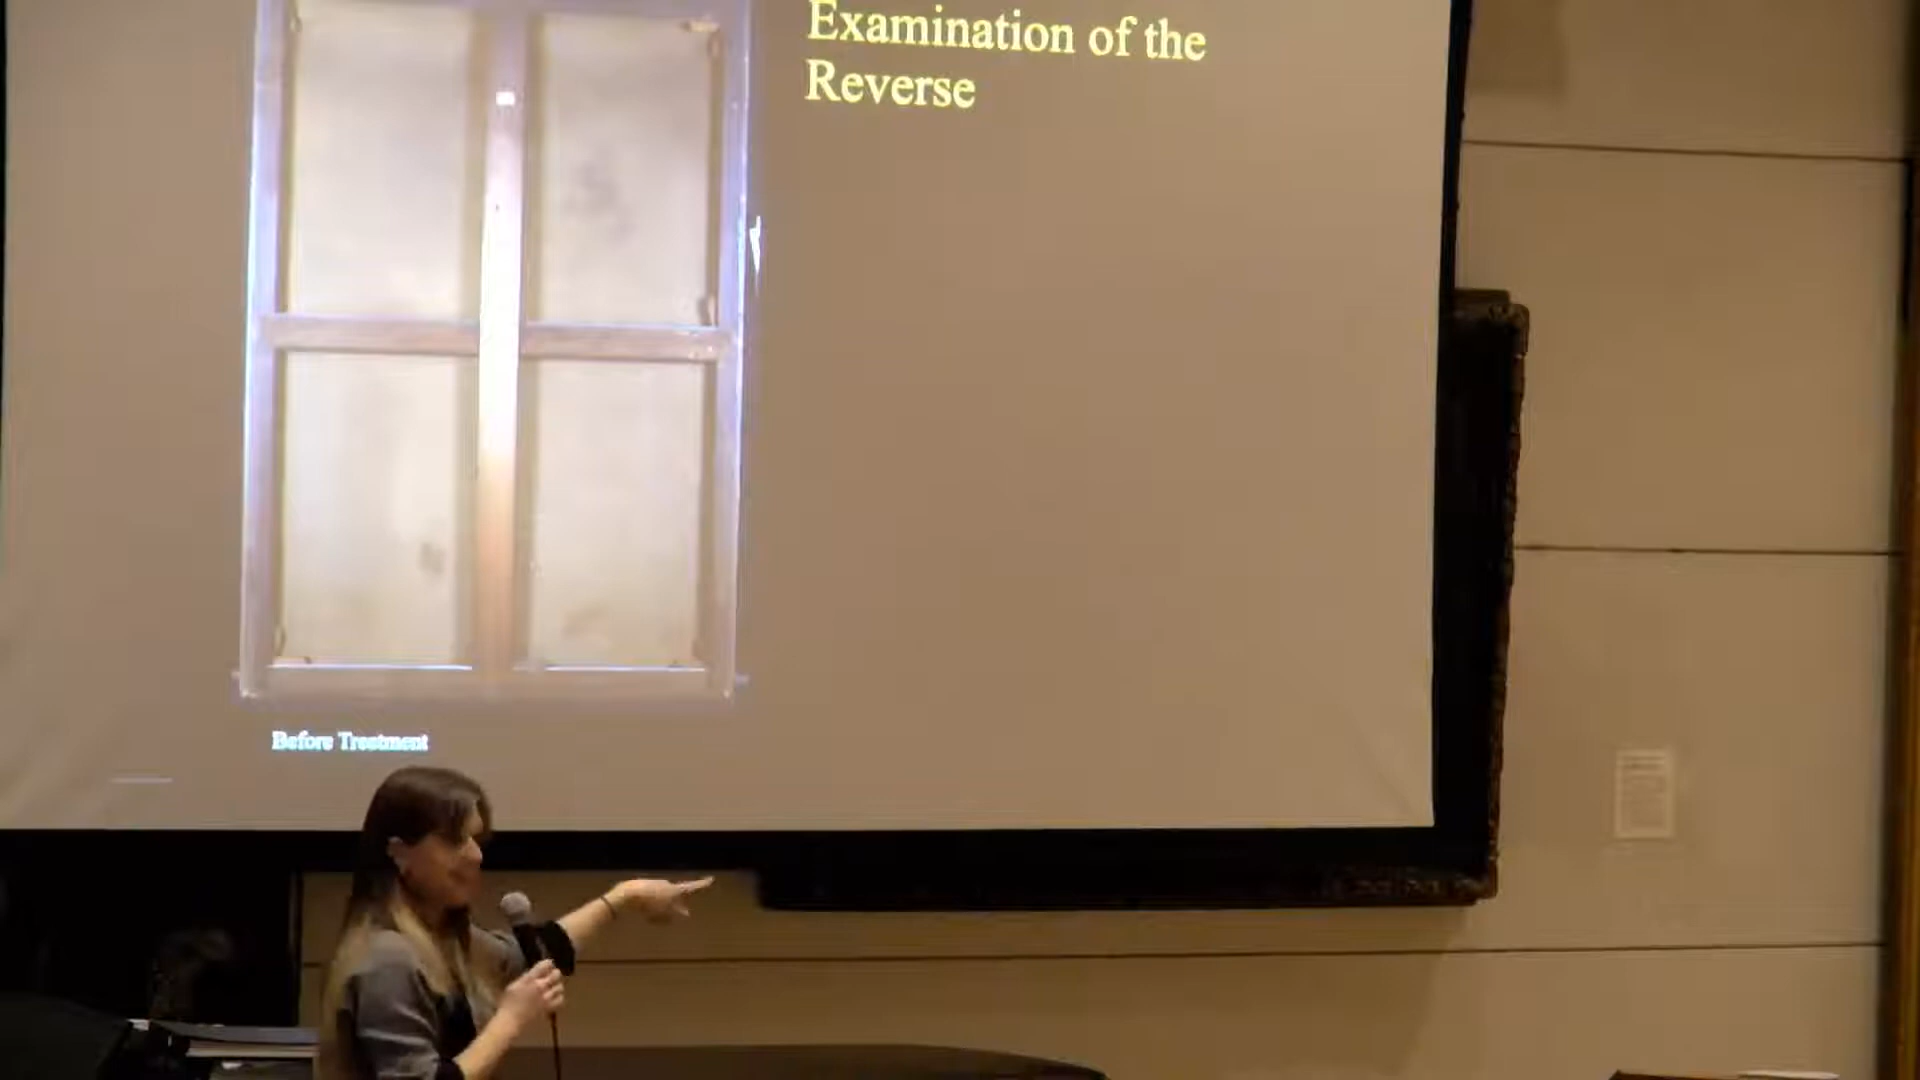 Examination of the
Reverse
Before Treatment